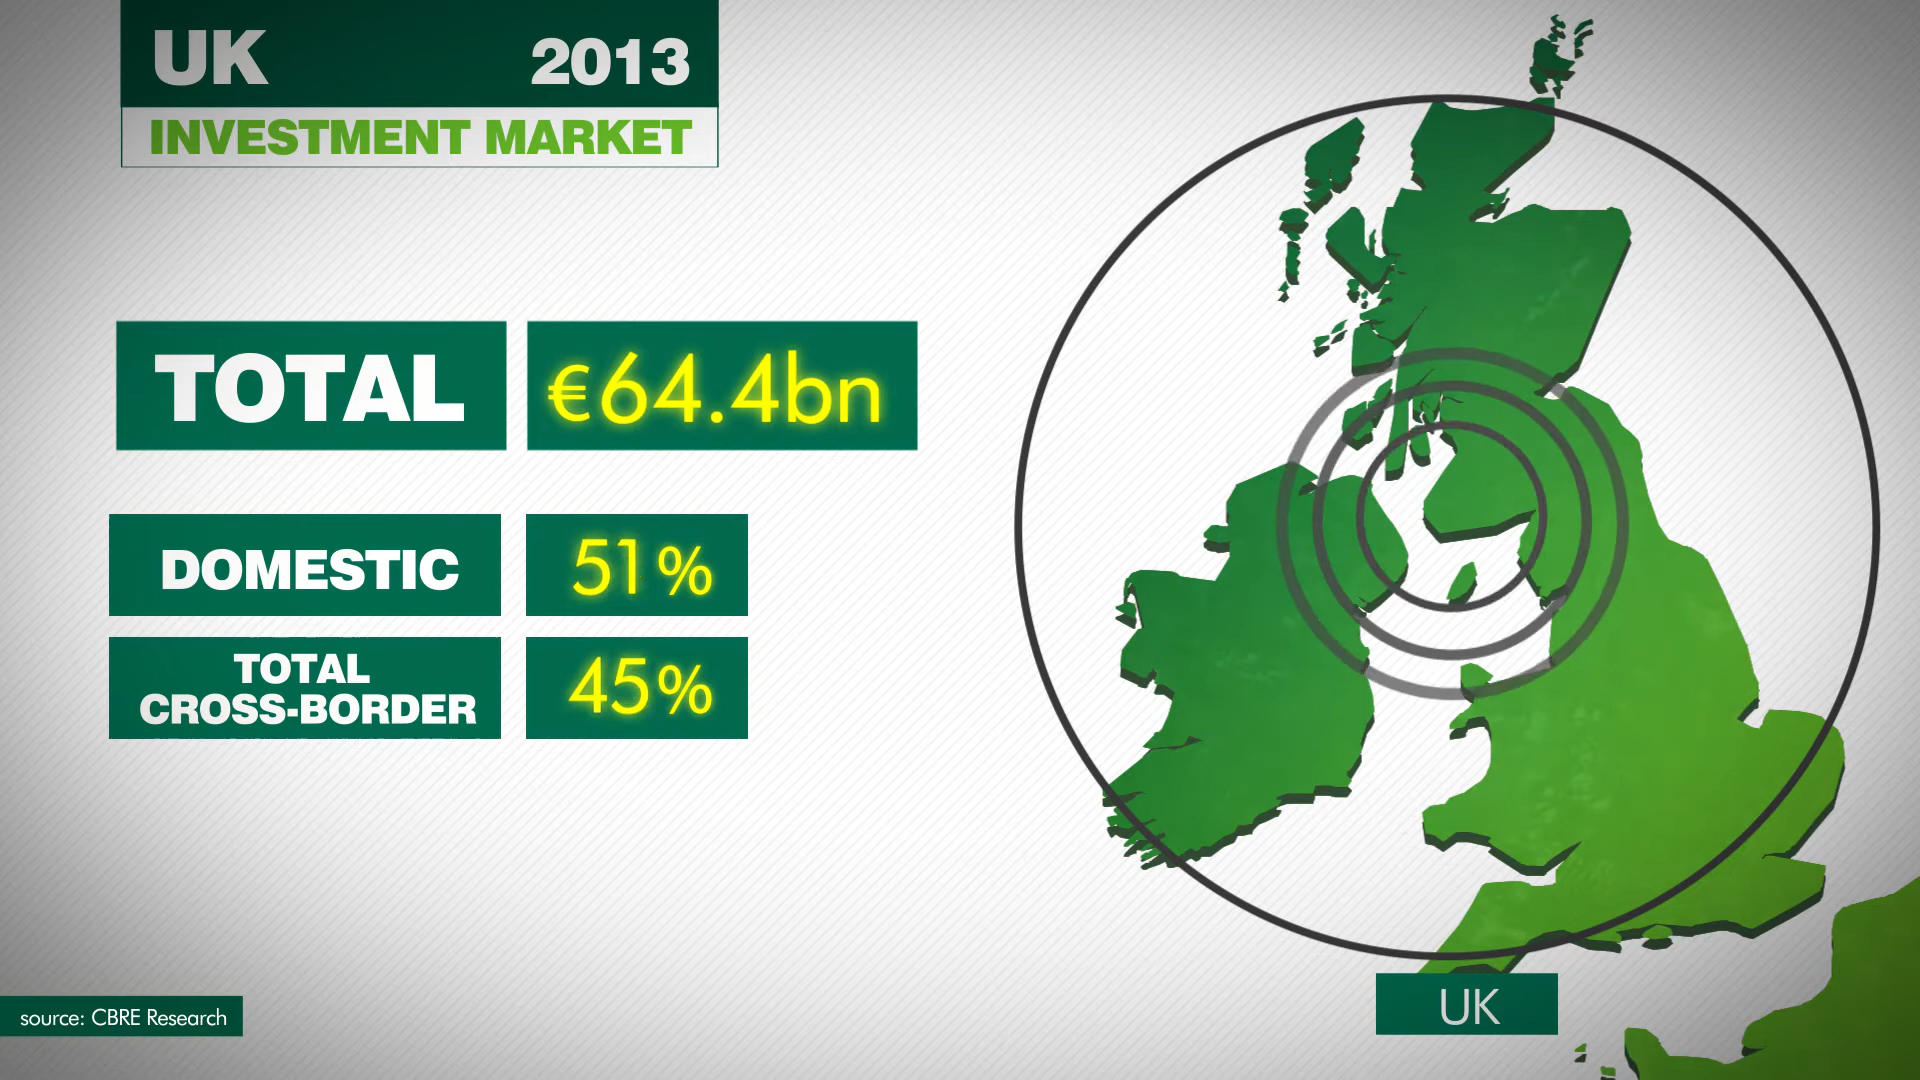 UK 2013
INVESTMENT MARKET
TOTAL €64.4bn
DOMESTIC 51%
TOTAL
CROSS-BORDER 45%
UK
source: CBRE Research